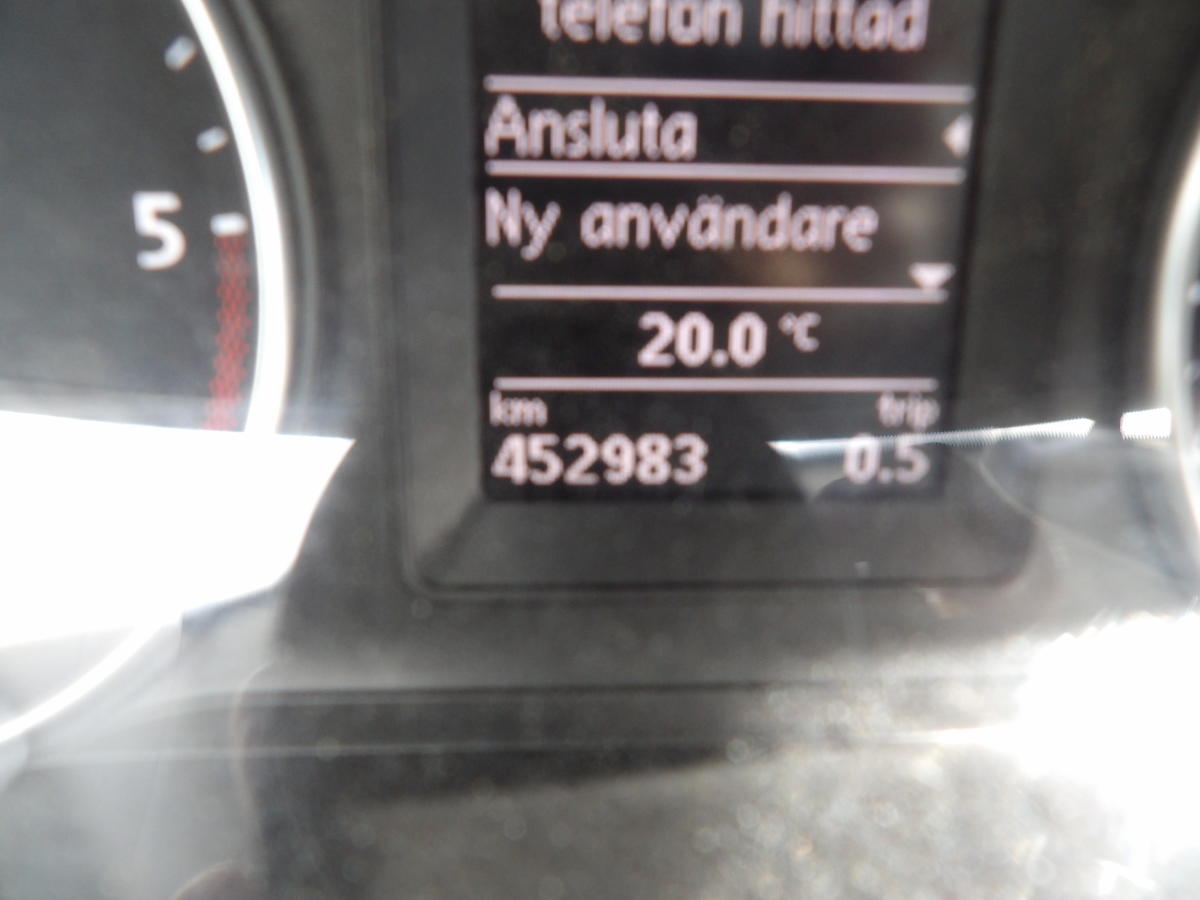 telefon hittad
Ansluta
Ny användare
5
20.0 °C
km trip
452983 0.5